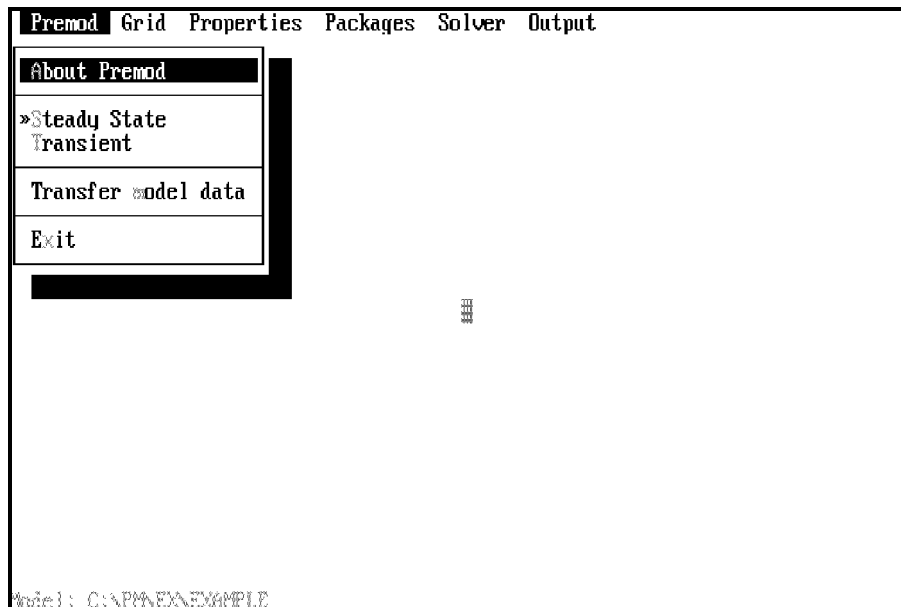 Premod Grid Properties Packages Solver Output
About Premod
»Steady State
Transient
Transfer model data
Exit
Model: C:\PM\EX\EXAMPLE